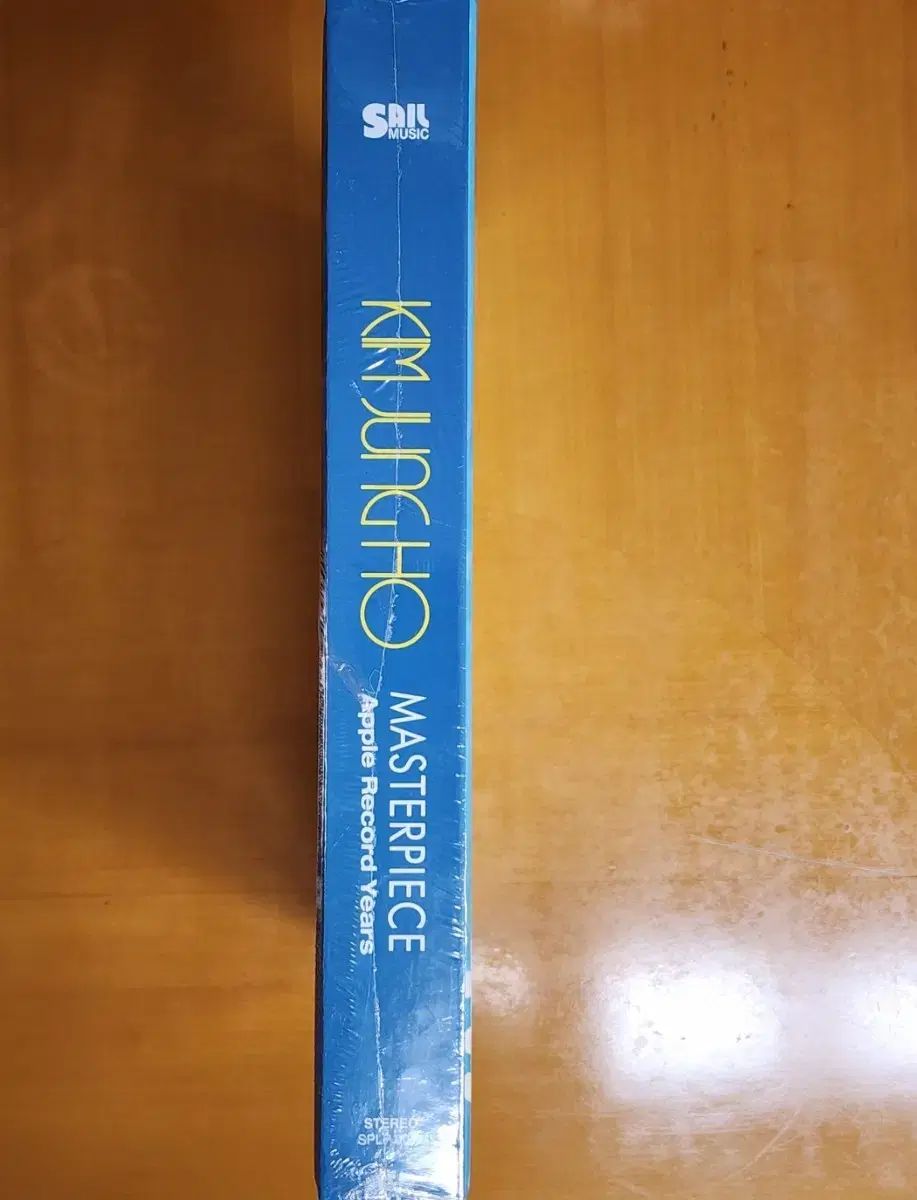 SAIL
MUSIC
KIM JUNG HO
MASTERPIECE
Apple Record Years
STEREO